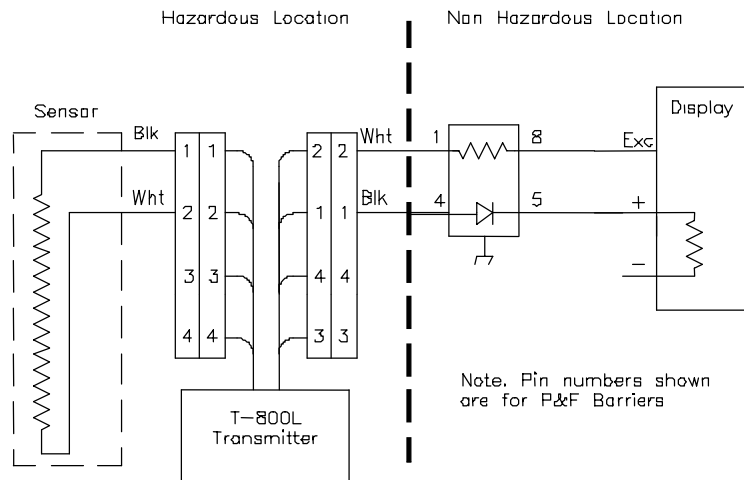 Hazardous Location
Non Hazardous Location
Sensor
Display
Blk
Wht
1 1
2 2
3 3
4 4
2 2
1 1
4 4
3 3
Wht
Blk
1
8
4
5
Exc
+
-
T-800L
Transmitter
Note. Pin numbers shown
are for P&F Barriers